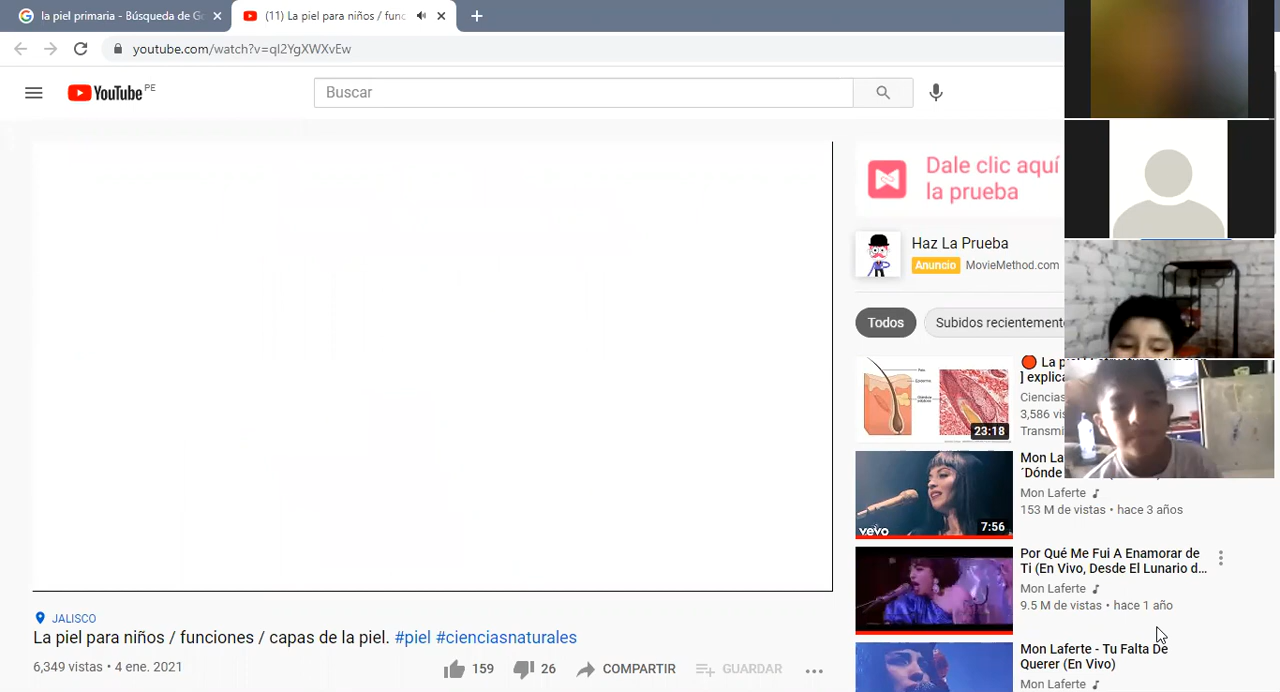 la piel primaria - Búsqueda de Go
(11) La piel para niños / func
youtube.com/watch?v=ql2YgXWXvEw
YouTube PE
Buscar
Dale clic aquí
la prueba
Haz La Prueba
Anuncio MovieMethod.com
Todos
Subidos recientemente
23:18
La
] explica
Ciencias
3,586 vis
Transmi
vevo
7:56
Mon La
´Dónde
Mon Laferte
153 M de vistas • hace 3 años
Por Qué Me Fui A Enamorar de
Ti (En Vivo, Desde El Lunario d...
Mon Laferte
9.5 M de vistas • hace 1 año
Mon Laferte - Tu Falta De
Querer (En Vivo)
Mon Laferte
JALISCO
La piel para niños / funciones / capas de la piel. #piel #cienciasnaturales
6,349 vistas • 4 ene. 2021
159
26
COMPARTIR
GUARDAR